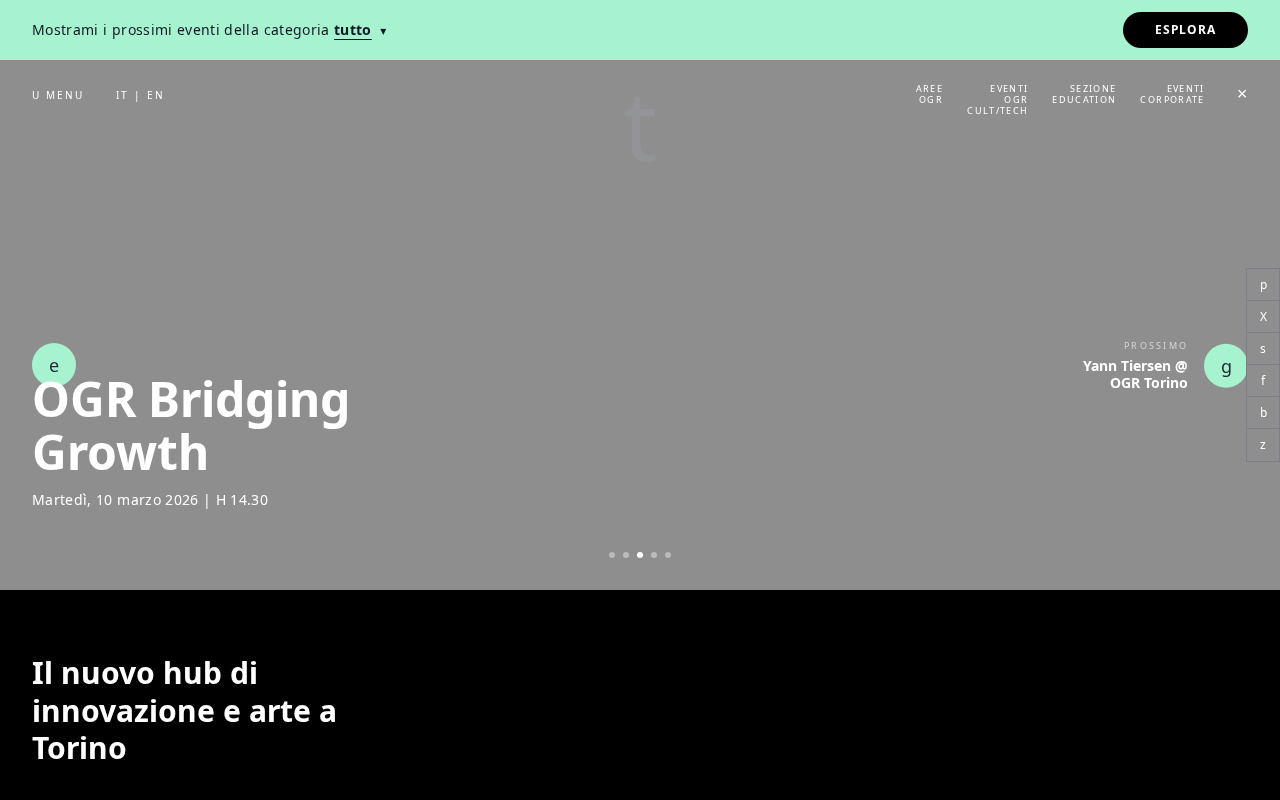 Mostrami i prossimi eventi della categoria tutto ▼
ESPLORA
U MENU
IT | EN
t
AREE
OGR
EVENTI
OGR
CULT/TECH
SEZIONE
EDUCATION
EVENTI
CORPORATE
×
e
OGR Bridging
Growth
Martedì, 10 marzo 2026 | H 14.30
PROSSIMO
Yann Tiersen @
OGR Torino
g
p
X
s
f
b
z
Il nuovo hub di
innovazione e arte a
Torino